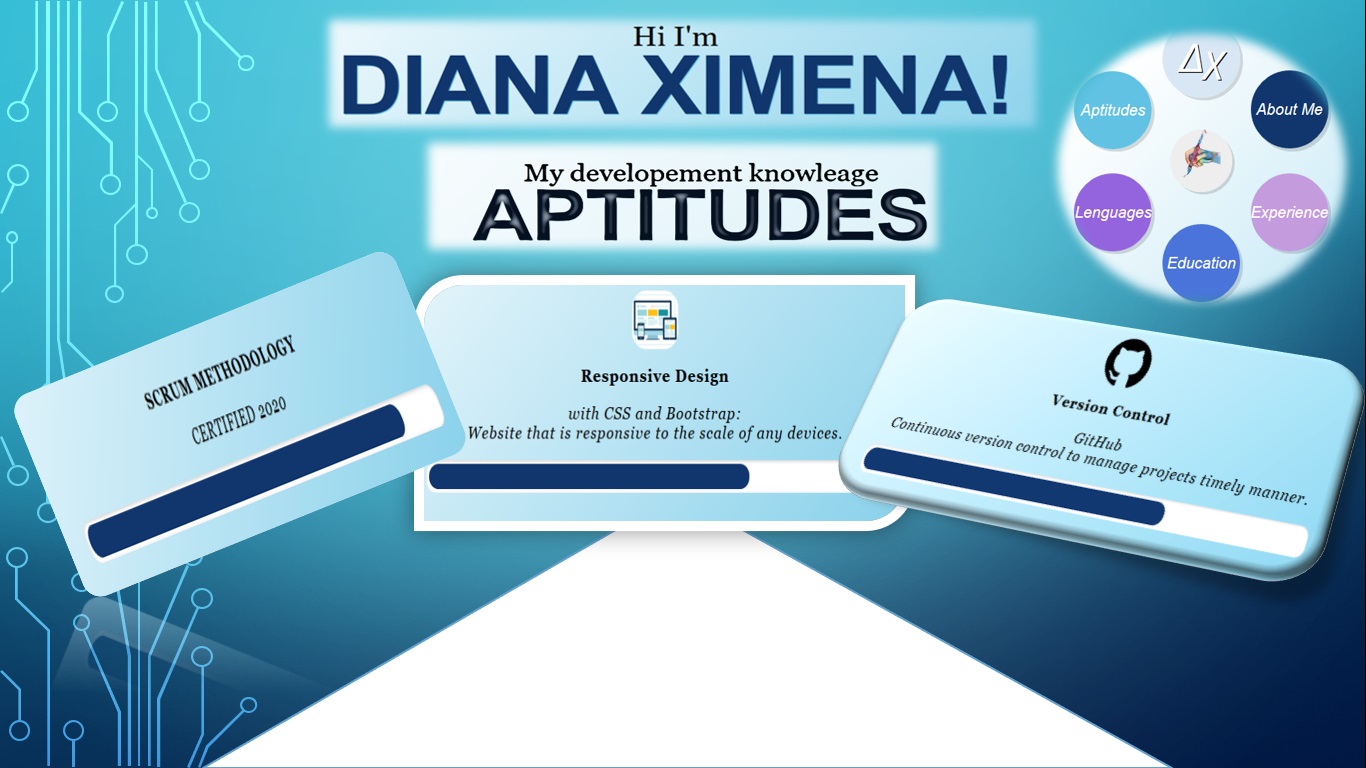 Hi I'm
DIANA XIMENA!
My developement knowleage
APTITUDES
Δx
Aptitudes
About Me
Lenguages
Experience
Education
SCRUM METHODOLOGY
CERTIFIED 2020
Responsive Design
with CSS and Bootstrap:
Website that is responsive to the scale of any devices.
Version Control
GitHub
Continuous version control to manage projects timely manner.